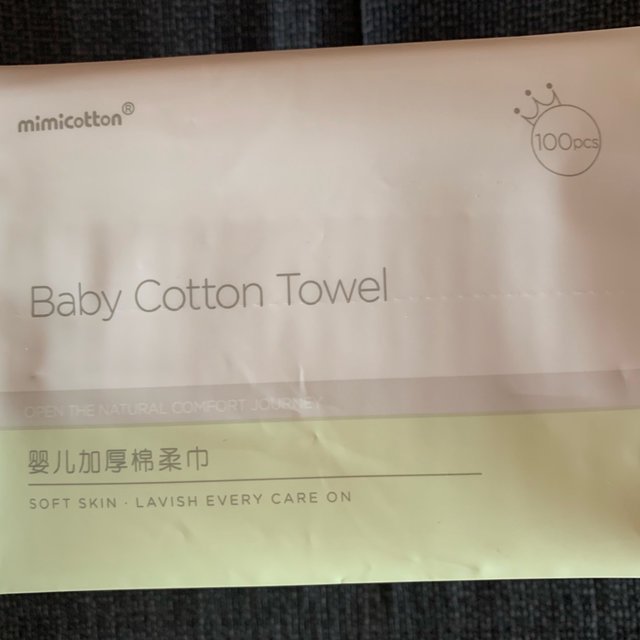 mimicotton®
100pcs
Baby Cotton Towel
OPEN THE NATURAL COMFORT JOURNEY
婴儿加厚棉柔巾
SOFT SKIN · LAVISH EVERY CARE ON